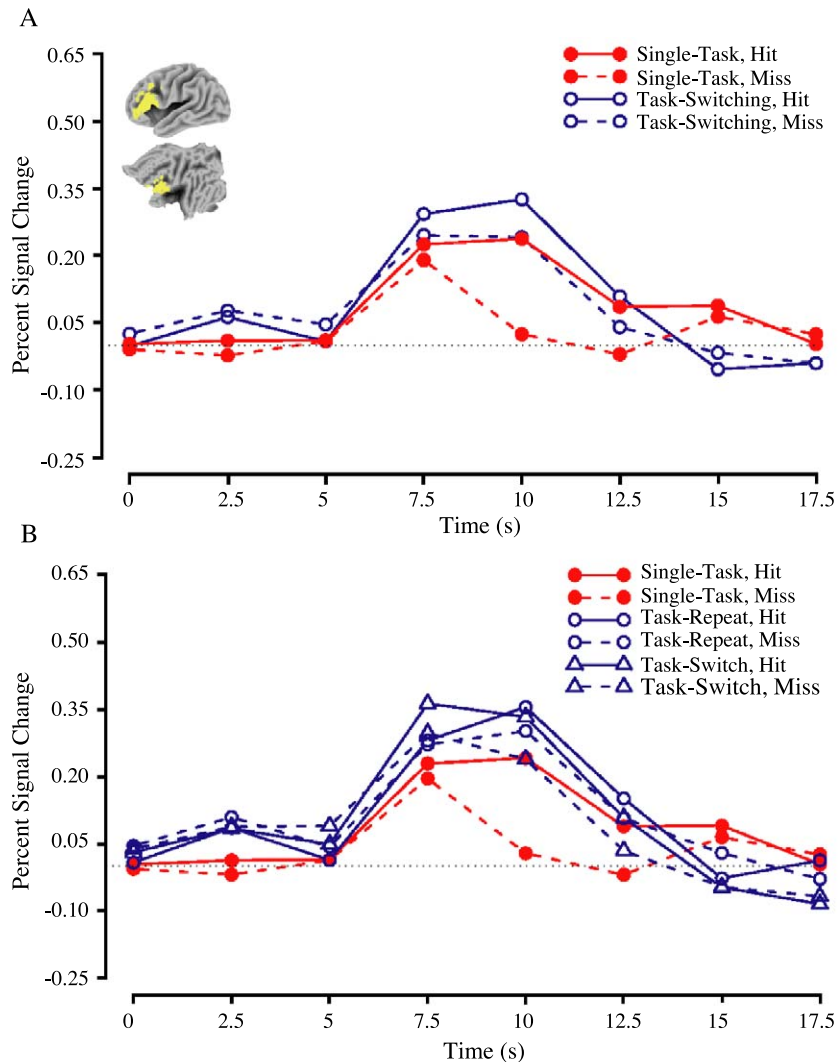 A
0.65
0.50
0.35
0.20
0.05
-0.10
-0.25
Percent Signal Change
Single-Task, Hit
Single-Task, Miss
Task-Switching, Hit
Task-Switching, Miss
0 2.5 5 7.5 10 12.5 15 17.5
Time (s)
B
0.65
0.50
0.35
0.20
0.05
-0.10
-0.25
Percent Signal Change
Single-Task, Hit
Single-Task, Miss
Task-Repeat, Hit
Task-Repeat, Miss
Task-Switch, Hit
Task-Switch, Miss
0 2.5 5 7.5 10 12.5 15 17.5
Time (s)